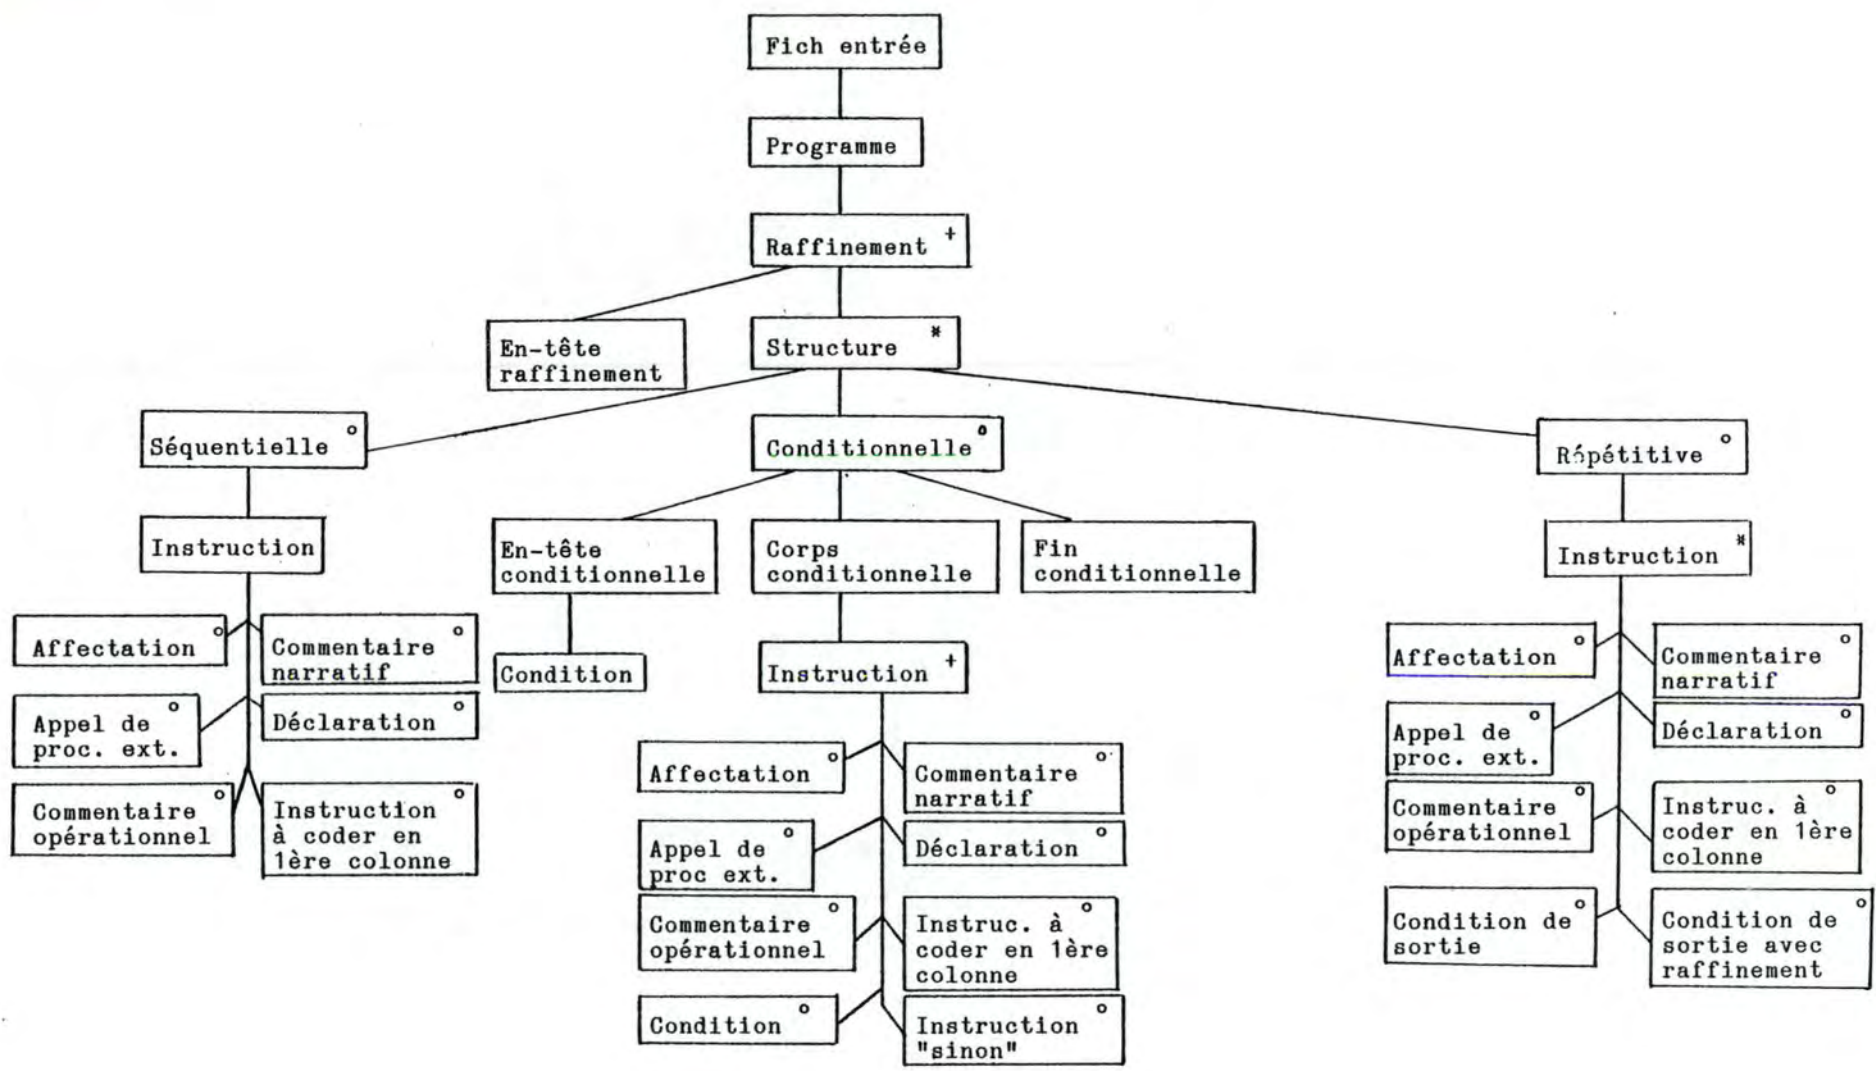 Fich entrée
Programme
Raffinement +
En-tête
raffinement
Structure *
Séquentielle o
Conditionnelle o
Répétitive o
Instruction
En-tête
conditionnelle
Corps
conditionnelle
Fin
conditionnelle
Instruction *
Affectation o
Commentaire o
narratif
Appel de o
proc. ext.
Déclaration o
Commentaire o
opérationnel
Instruction o
à coder en
1ère colonne
Condition
Instruction +
Affectation o
Commentaire o
narratif
Appel de o
proc ext.
Déclaration o
Commentaire o
opérationnel
Instruc. à o
coder en 1ère
colonne
Condition o
Instruction o
"sinon"
Affectation o
Commentaire o
narratif
Appel de o
proc. ext.
Déclaration o
Commentaire o
opérationnel
Instruc. à o
coder en 1ère
colonne
Condition de o
sortie
Condition de o
sortie avec
raffinement